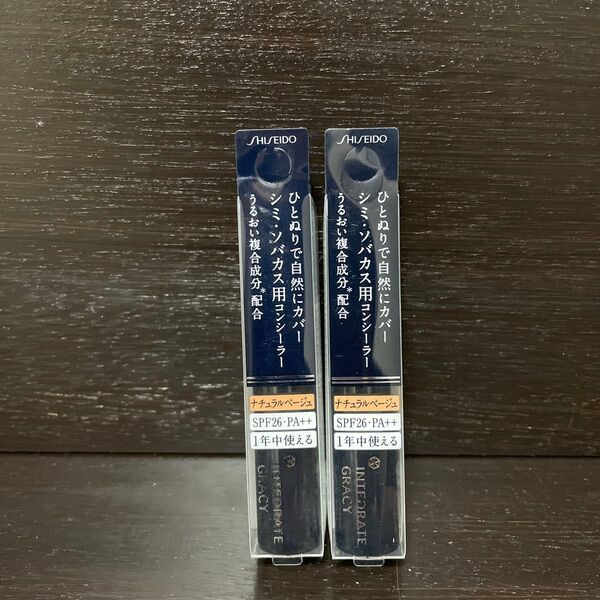 SHISEIDO
ひとぬりで自然にカバー
シミ・ソバカス用コンシーラー
うるおい複合成分*配合
ナチュラルベージュ
SPF26・PA++
1年中使える
INTEGRATE
GRACY
SHISEIDO
ひとぬりで自然にカバー
シミ・ソバカス用コンシーラー
うるおい複合成分*配合
ナチュラルベージュ
SPF26・PA++
1年中使える
INTEGRATE
GRACY